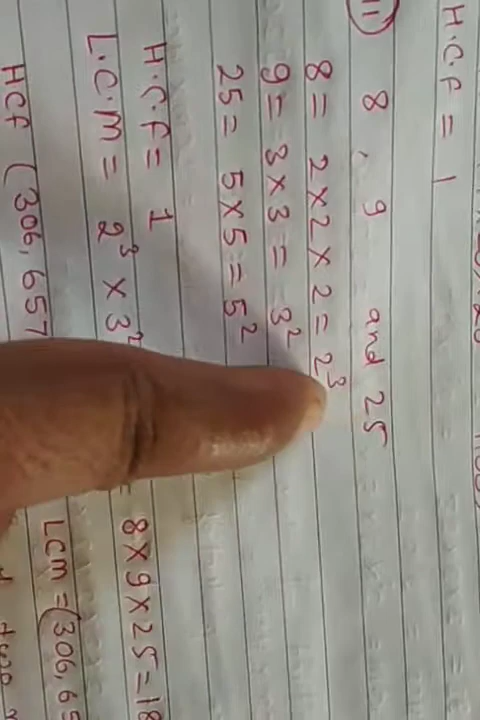 H.C.F = 1
11) 8, 9 and 25
8 = 2×2×2 = 2³
9 = 3×3 = 3²
25 = 5×5 = 5²
H.C.F = 1
L.C.M = 2³ × 3² = 8×9×25=18
HCF (306, 657 LCM =(306, 65